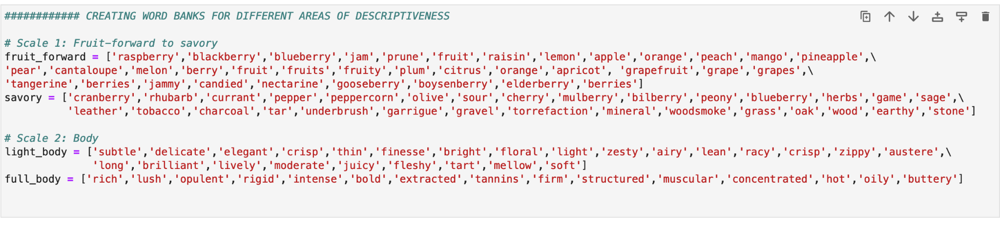 ############ CREATING WORD BANKS FOR DIFFERENT AREAS OF DESCRIPTIVENESS
# Scale 1: Fruit-forward to savory
fruit_forward = ['raspberry','blackberry','blueberry','jam','prune','fruit','raisin','lemon','apple','orange','peach','mango','pineapple',\
'pear','cantaloupe','melon','berry','fruit','fruits','fruity','plum','citrus','orange','apricot', 'grapefruit','grape','grapes',\
'tangerine','berries','jammy','candied','nectarine','gooseberry','boysenberry','elderberry','berries']
savory = ['cranberry','rhubarb','currant','pepper','peppercorn','olive','sour','cherry','mulberry','bilberry','peony','blueberry','herbs','game','sage',\
'leather','tobacco','charcoal','tar','underbrush','garrigue','gravel','torrefaction','mineral','woodsmoke','grass','oak','wood','earthy','stone']
# Scale 2: Body
light_body = ['subtle','delicate','elegant','crisp','thin','finesse','bright','floral','light','zesty','airy','lean','racy','crisp','zippy','austere',\
'long','brilliant','lively','moderate','juicy','fleshy','tart','mellow','soft']
full_body = ['rich','lush','opulent','rigid','intense','bold','extracted','tannins','firm','structured','muscular','concentrated','hot','oily','buttery']